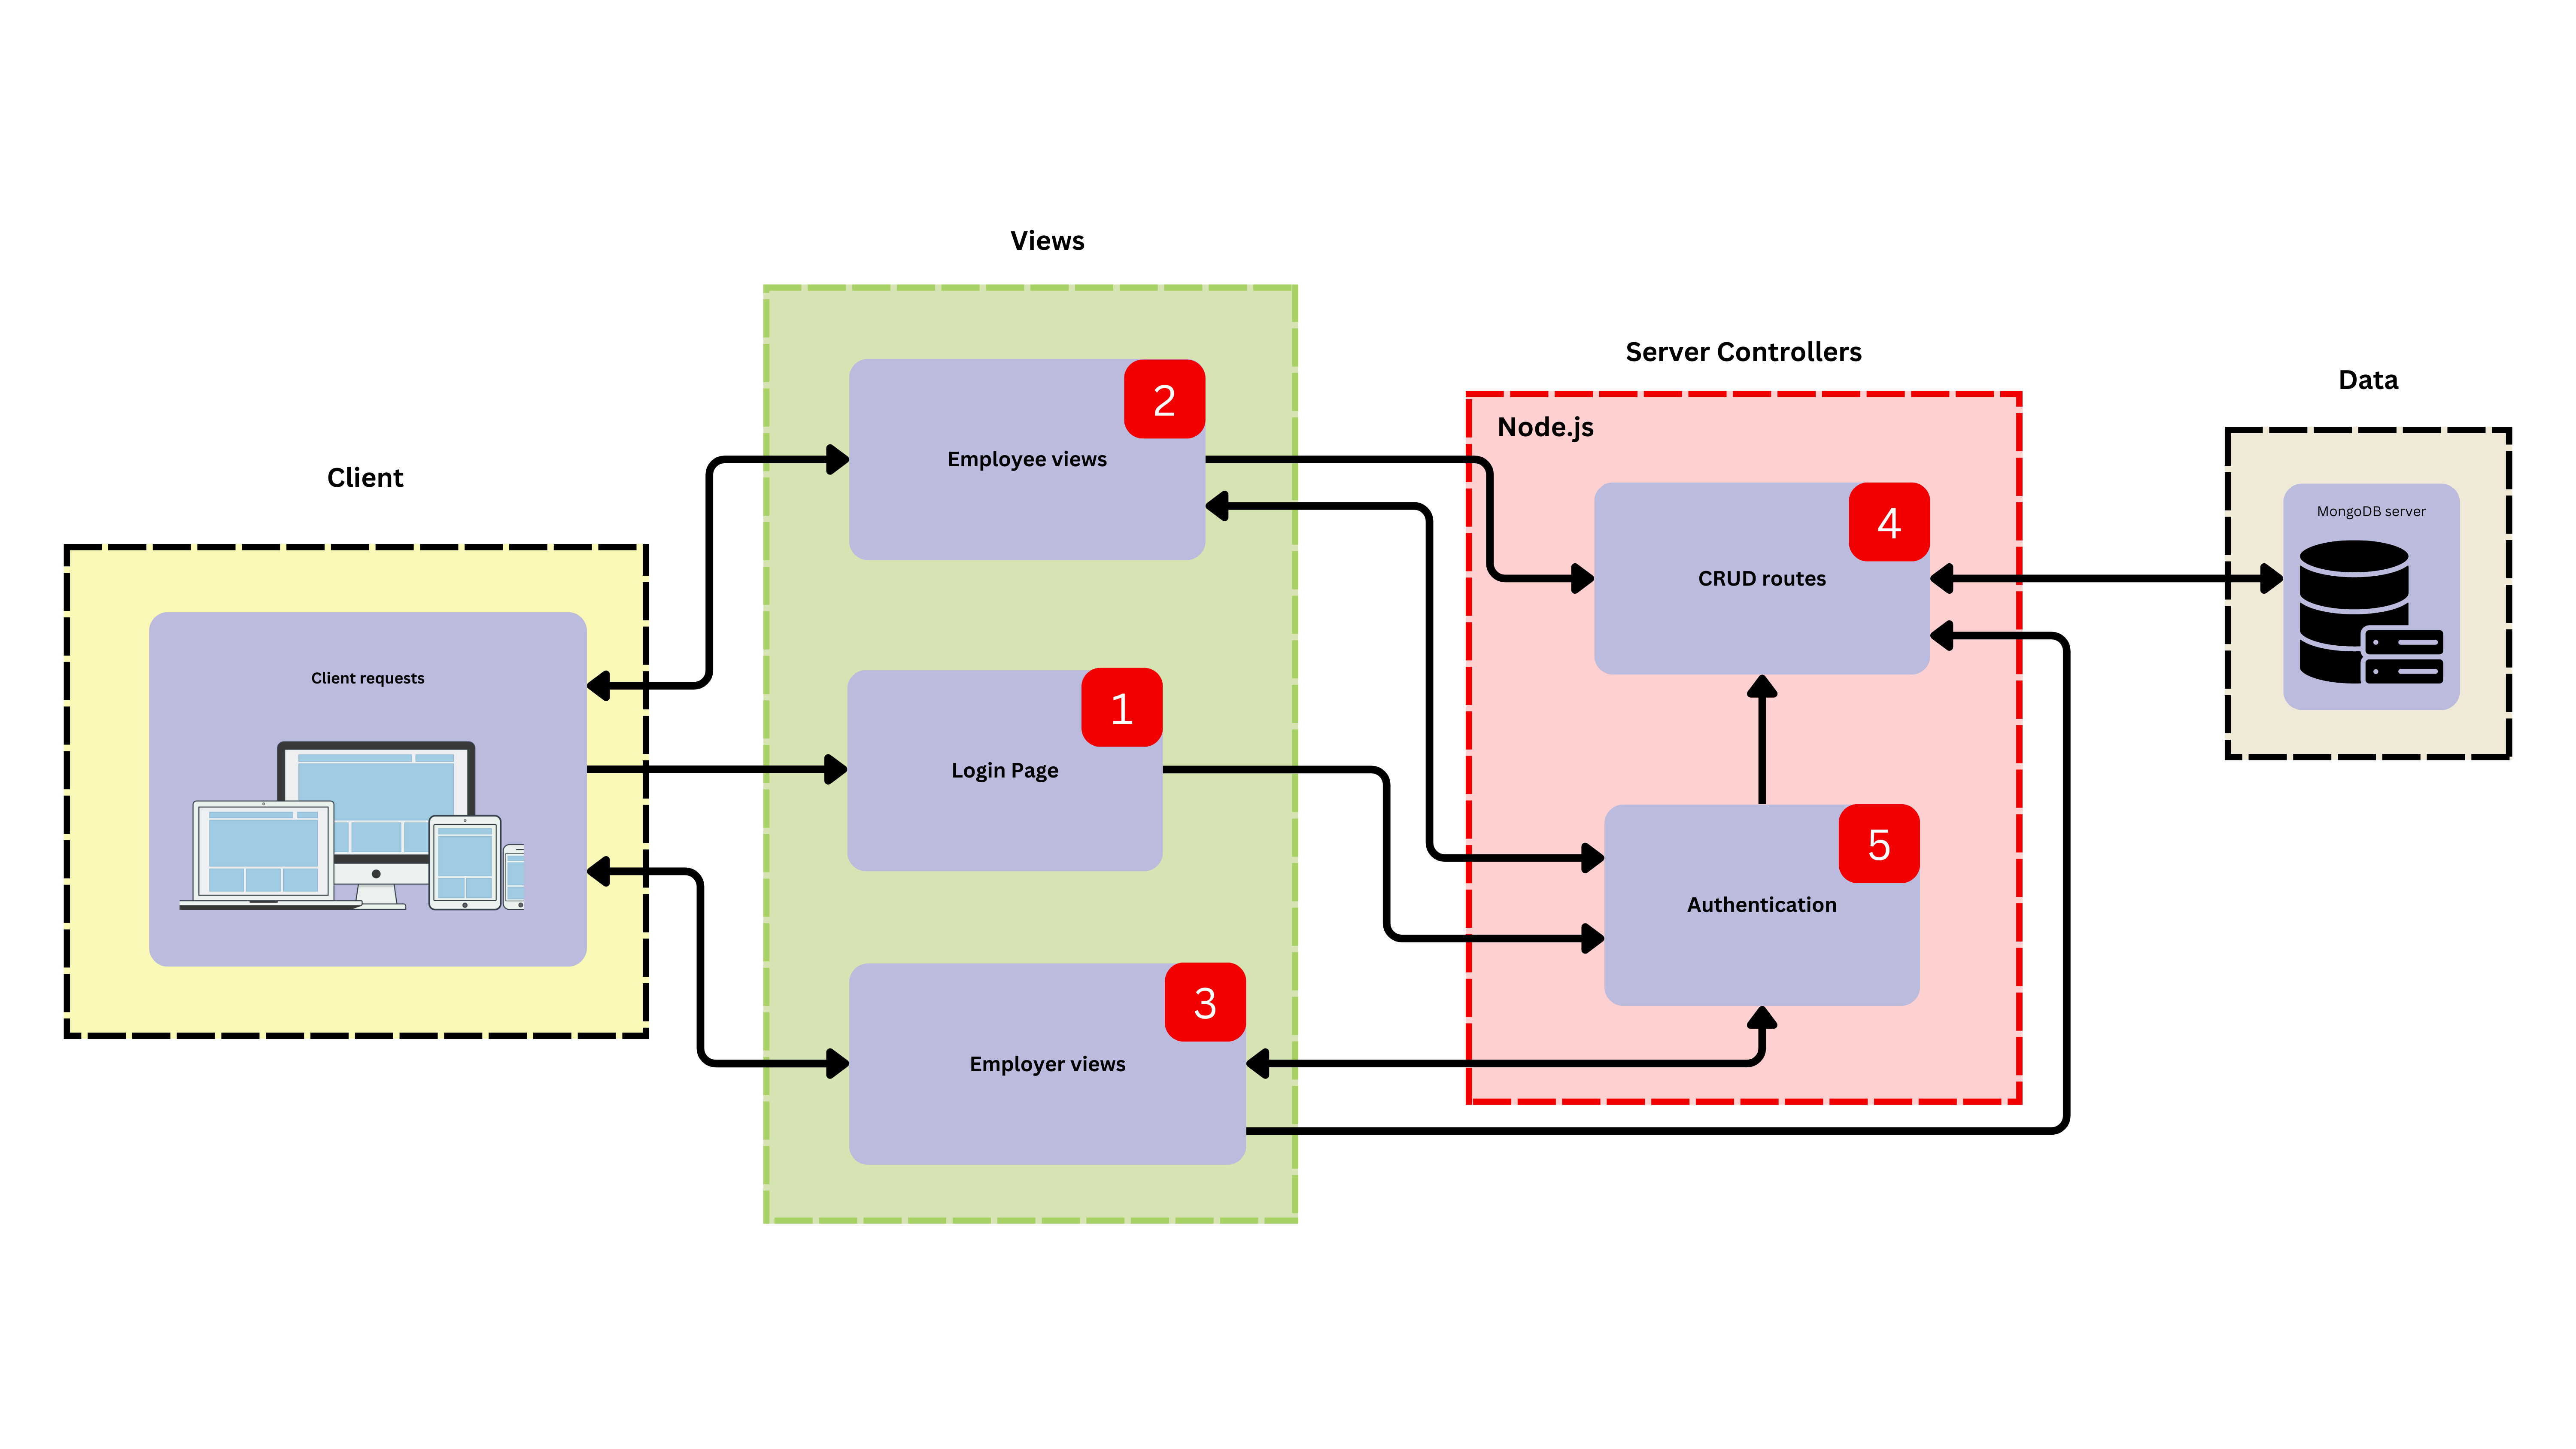 Client
Client requests
Views
2
Employee views
1
Login Page
3
Employer views
Server Controllers
Node.js
4
CRUD routes
5
Authentication
Data
MongoDB server